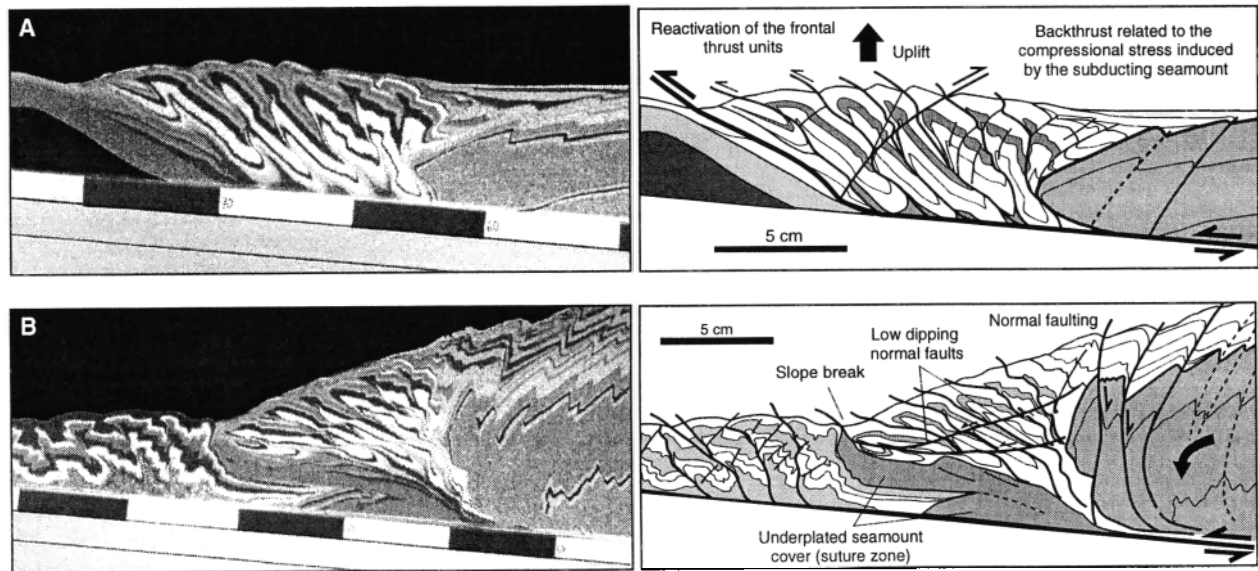 A
Reactivation of the frontal
thrust units
Uplift
Backthrust related to the
compressional stress induced
by the subducting seamount
5 cm
60
B
5 cm
Slope break
Low dipping
normal faults
Normal faulting
Underplated seamount
cover (suture zone)